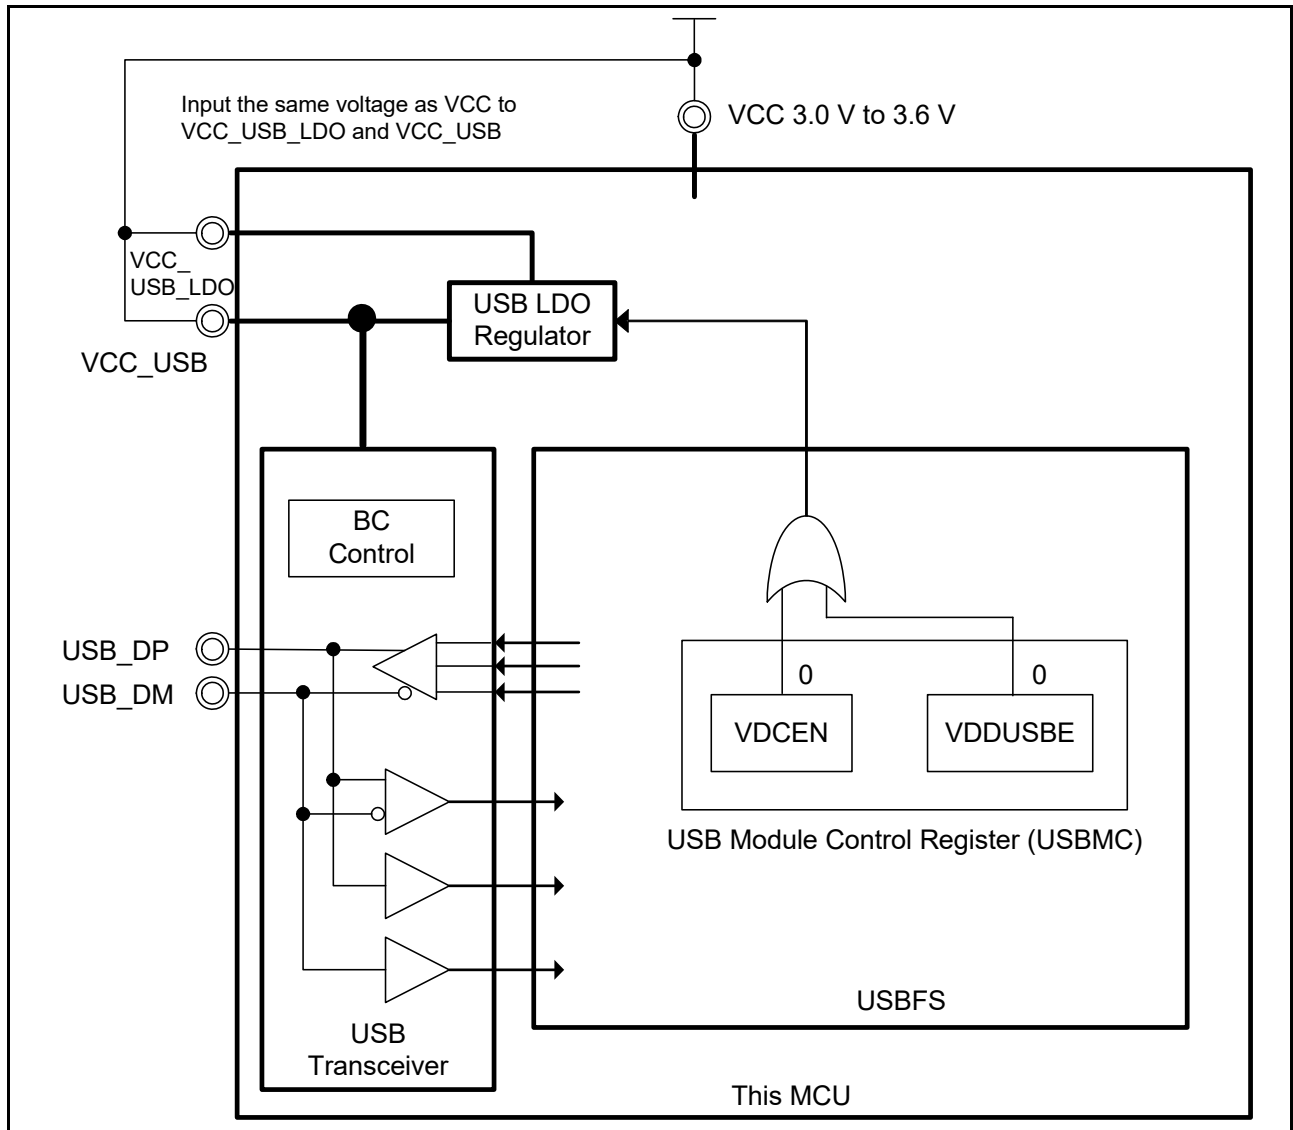 Input the same voltage as VCC to
VCC_USB_LDO and VCC_USB
VCC 3.0 V to 3.6 V
VCC_
USB_LDO
USB LDO
Regulator
VCC_USB
BC
Control
USB_DP
USB_DM
0
0
VDCEN
VDDUSBE
USB Module Control Register (USBMC)
USBFS
USB
Transceiver
This MCU